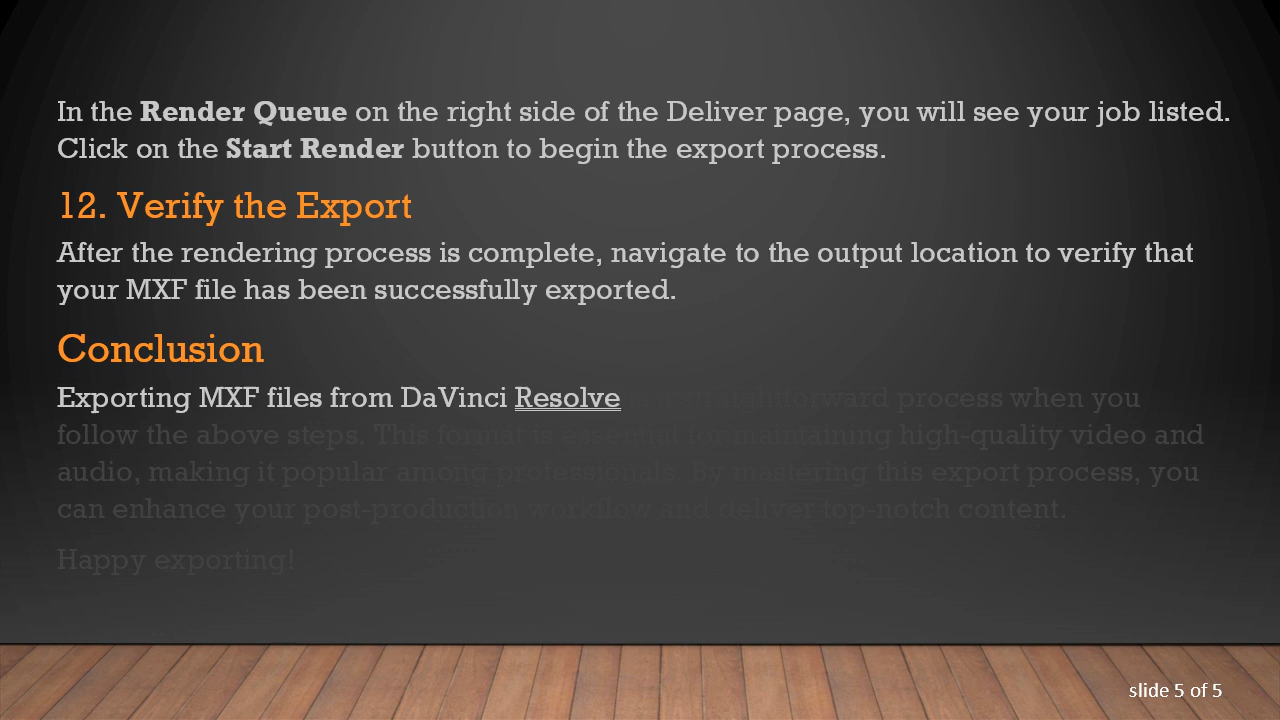 In the Render Queue on the right side of the Deliver page, you will see your job listed.
Click on the Start Render button to begin the export process.
12. Verify the Export
After the rendering process is complete, navigate to the output location to verify that
your MXF file has been successfully exported.
Conclusion
Exporting MXF files from DaVinci Resolve straightforward process when you
follow the above steps. This format is essential for maintaining high-quality video and
audio, making it popular among professionals. By mastering this export process, you
can enhance your post-production workflow and deliver top-notch content.
Happy exporting!
slide 5 of 5